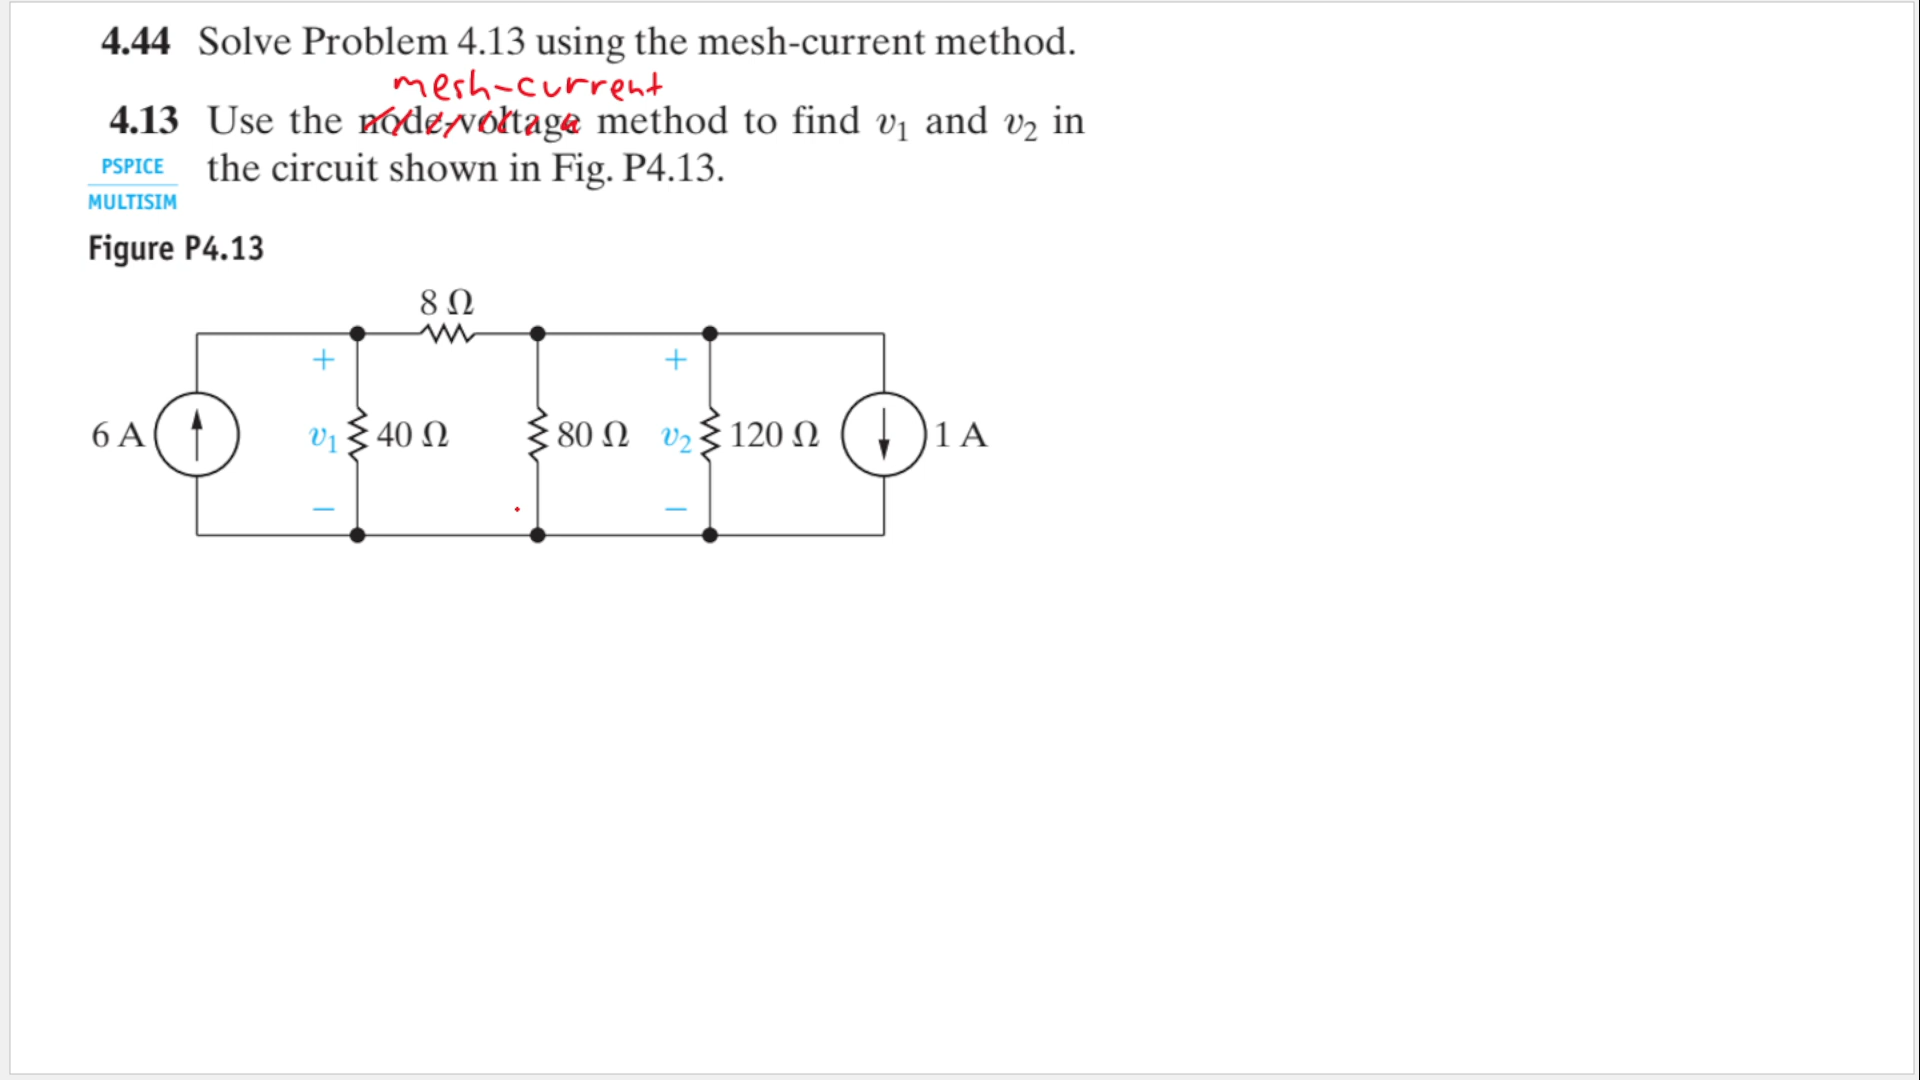 4.44 Solve Problem 4.13 using the mesh-current method.
mesh-current
4.13 Use the node-voltage method to find v1 and v2 in
PSPICE the circuit shown in Fig. P4.13.
MULTISIM
Figure P4.13
8 Ω
+ +
6 A v1 40 Ω 80 Ω v2 120 Ω 1 A
− −